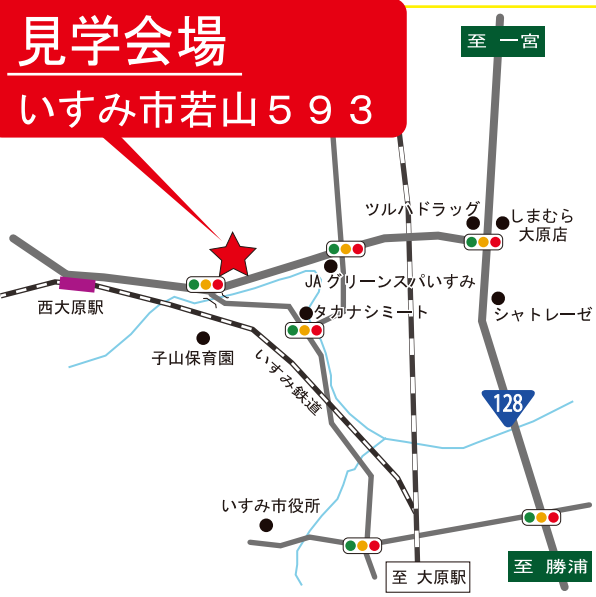 見学会場
いすみ市若山５９３
至 一宮
ツルハドラッグ
しまむら
大原店
JAグリーンスパいすみ
西大原駅
タカナシミート
シャトレーゼ
子山保育園
いすみ鉄道
128
いすみ市役所
至 勝浦
至 大原駅